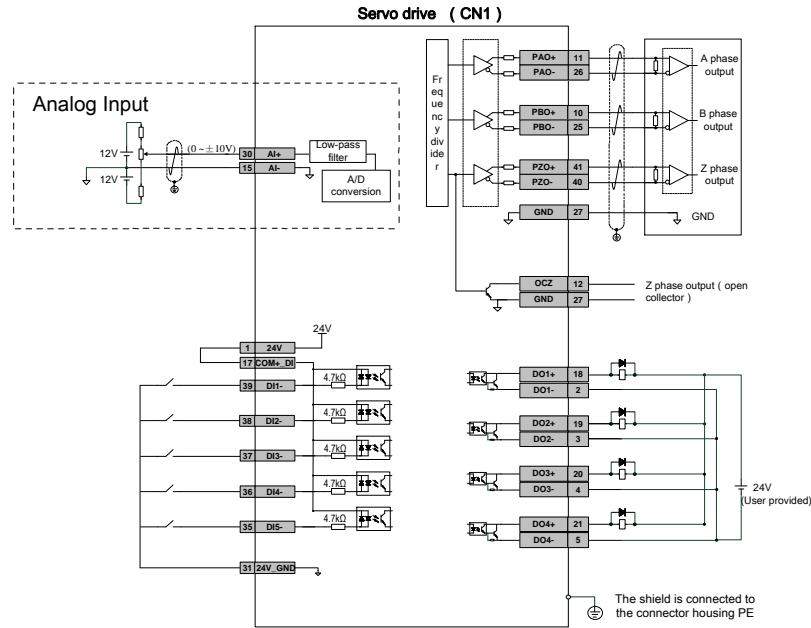 Servo drive （CN1）
Analog Input
12V
12V
(0～±10V)
30 AI+
15 AI-
Low-pass
filter
A/D
conversion
Fr
eq
ue
nc
y
divi
de
r
PAO+ 11
PAO- 26
A phase
output
PBO+ 10
PBO- 25
B phase
output
PZO+ 41
PZO- 40
Z phase
output
GND 27
GND
OCZ 12
GND 27
Z phase output ( open
collector )
24V
1 24V
17 COM+_DI
39 DI1-
4.7kΩ
38 DI2-
4.7kΩ
37 DI3-
4.7kΩ
36 DI4-
4.7kΩ
35 DI5-
4.7kΩ
31 24V_GND
DO1+ 18
DO1- 2
DO2+ 19
DO2- 3
DO3+ 20
DO3- 4
DO4+ 21
DO4- 5
24V
(User provided)
The shield is connected to
the connector housing PE